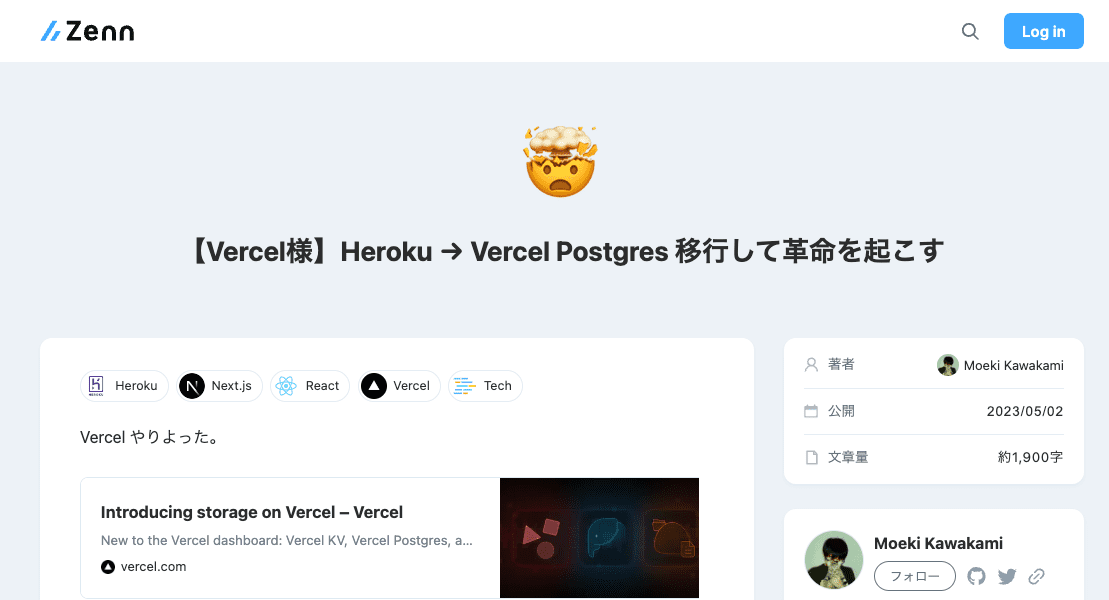 Zenn
Log in
【Vercel様】Heroku → Vercel Postgres 移行して革命を起こす
Heroku
Next.js
React
Vercel
Tech
Vercel やりよった。
Introducing storage on Vercel – Vercel
New to the Vercel dashboard: Vercel KV, Vercel Postgres, a...
vercel.com
著者
Moeki Kawakami
公開
2023/05/02
文章量
約1,900字
Moeki Kawakami
フォロー